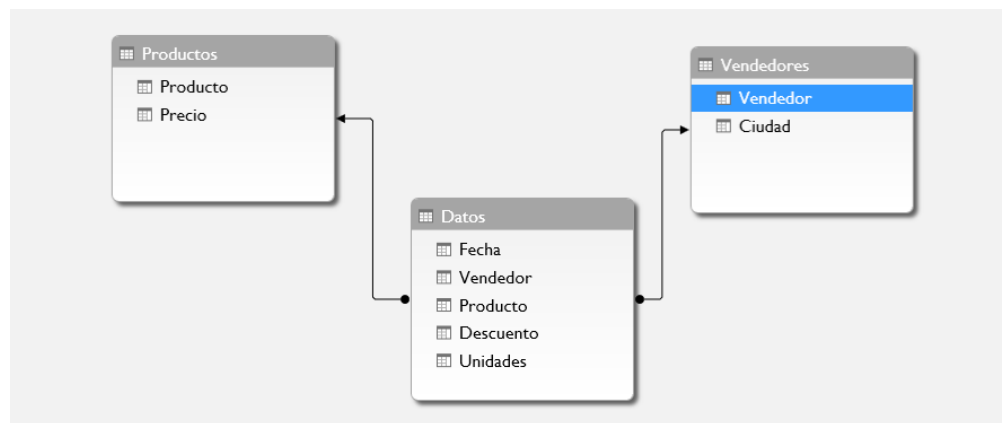 Productos
Producto
Precio
Vendedores
Vendedor
Ciudad
Datos
Fecha
Vendedor
Producto
Descuento
Unidades